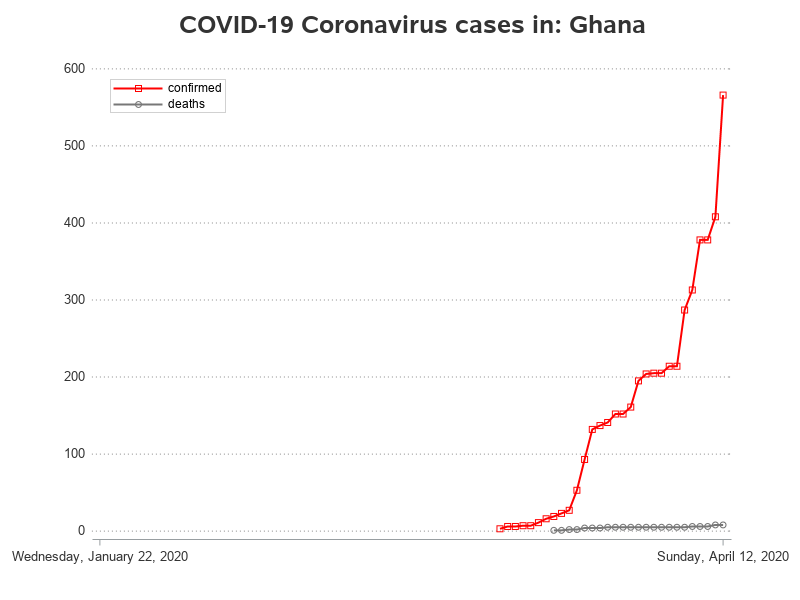 COVID-19 Coronavirus cases in: Ghana
600
confirmed
deaths
500
400
300
200
100
0
Wednesday, January 22, 2020
Sunday, April 12, 2020